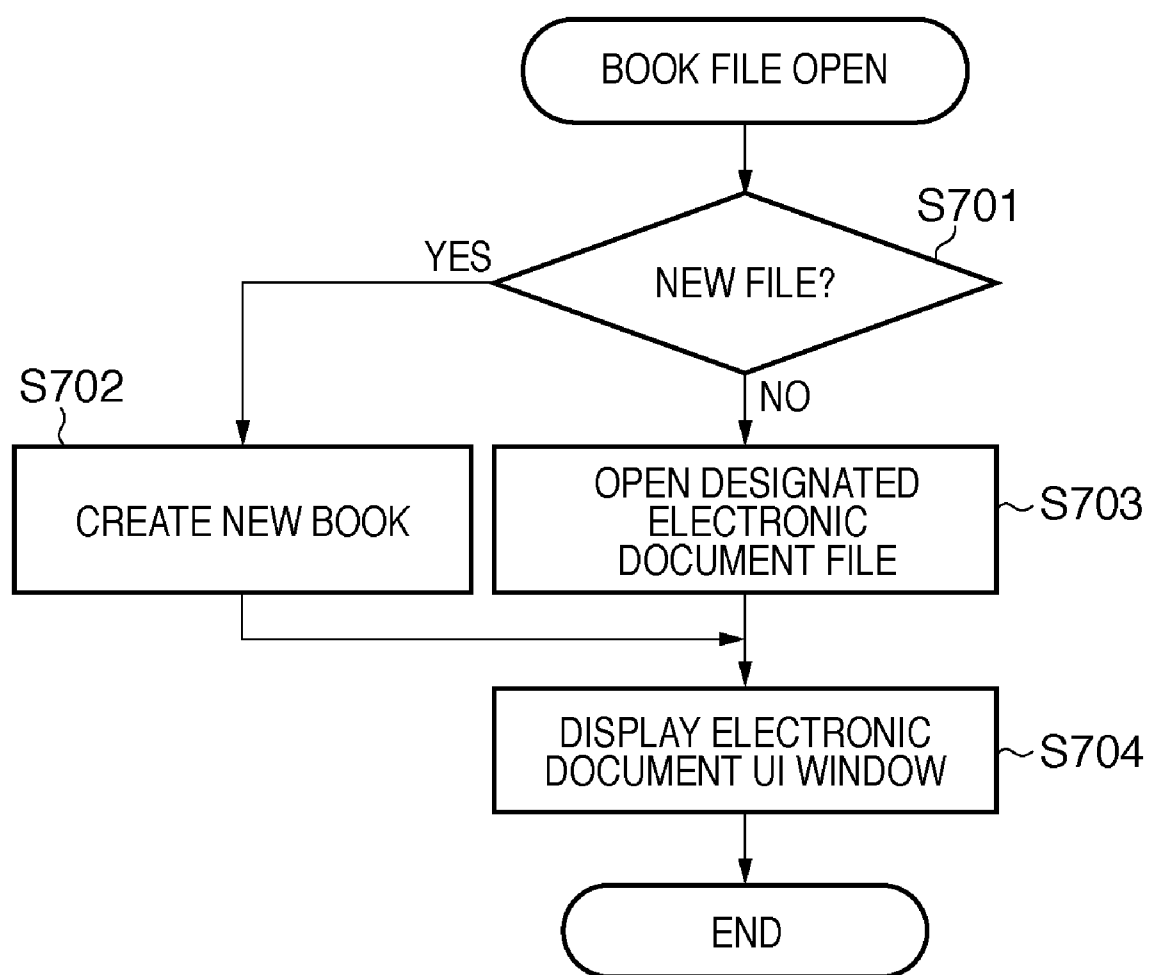 BOOK FILE OPEN
S701
NEW FILE?
YES
NO
S702
CREATE NEW BOOK
OPEN DESIGNATED
ELECTRONIC
DOCUMENT FILE
S703
DISPLAY ELECTRONIC
DOCUMENT UI WINDOW
S704
END